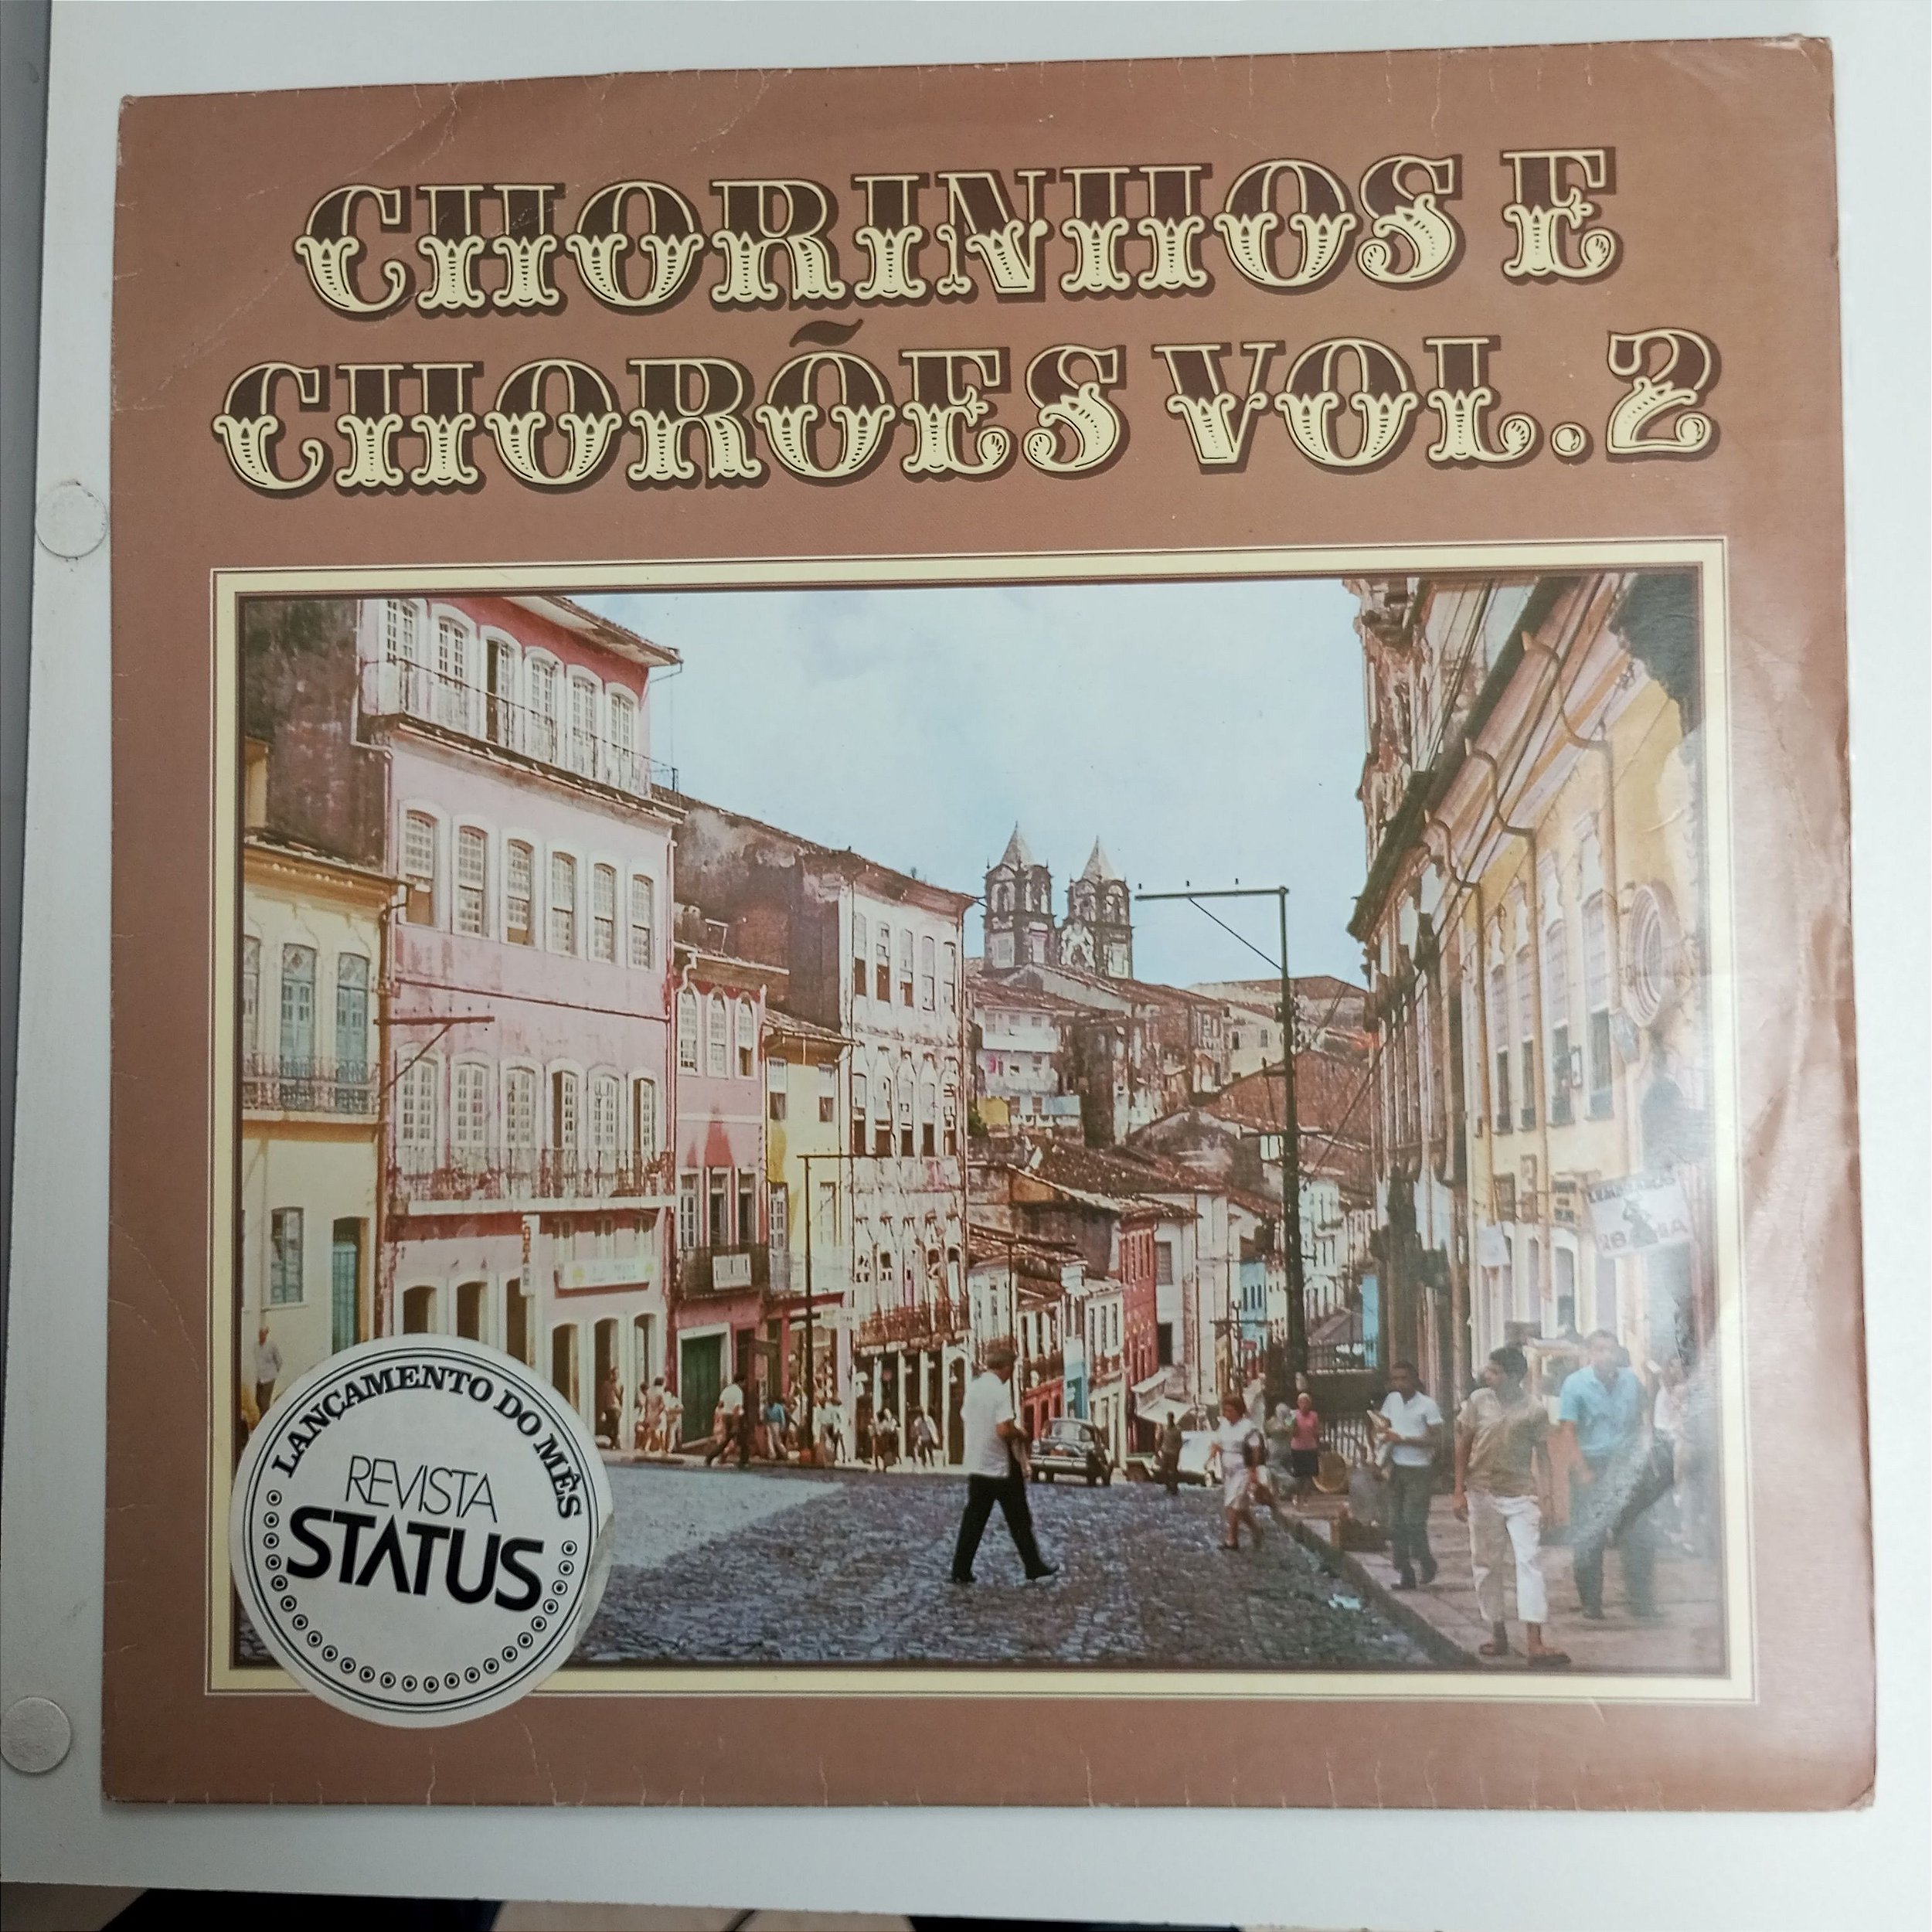 CHORINHOS E
CHORÕES VOL.2
LANÇAMENTO DO MÊS
REVISTA
STATUS